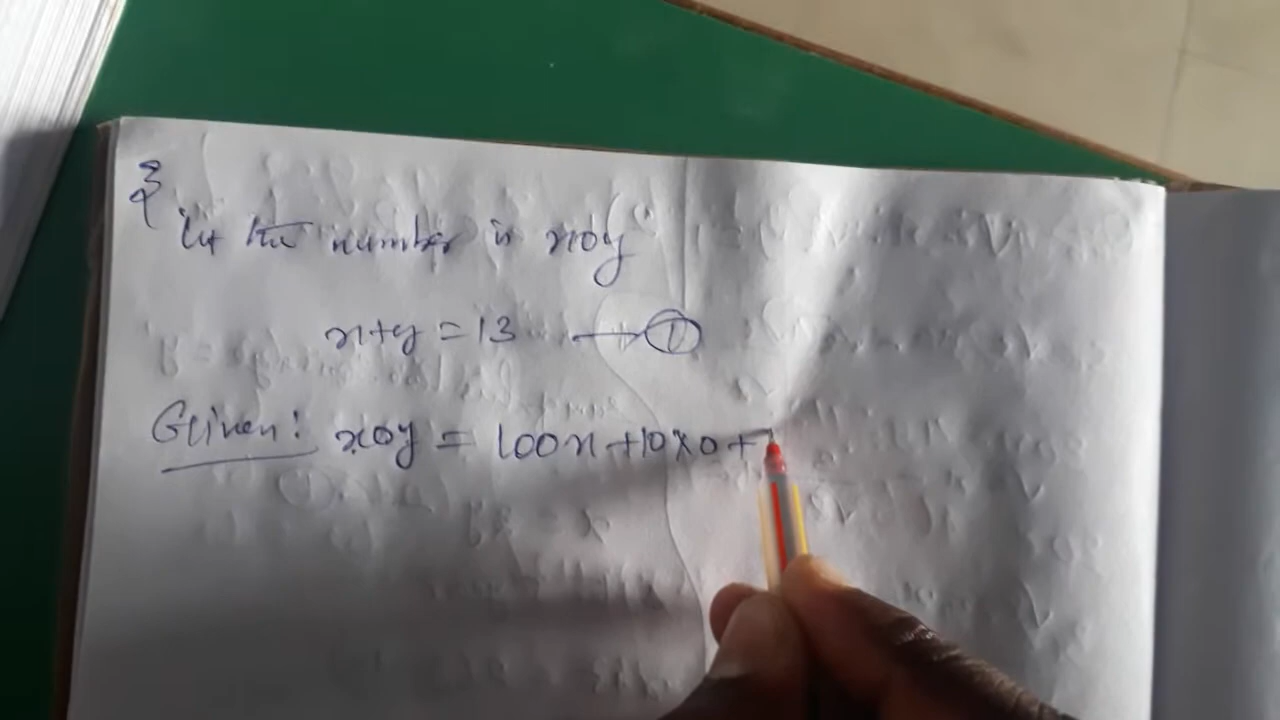 let the number is x0y
x+y = 13 ①
Given: x0y = 100x + 10×0 +